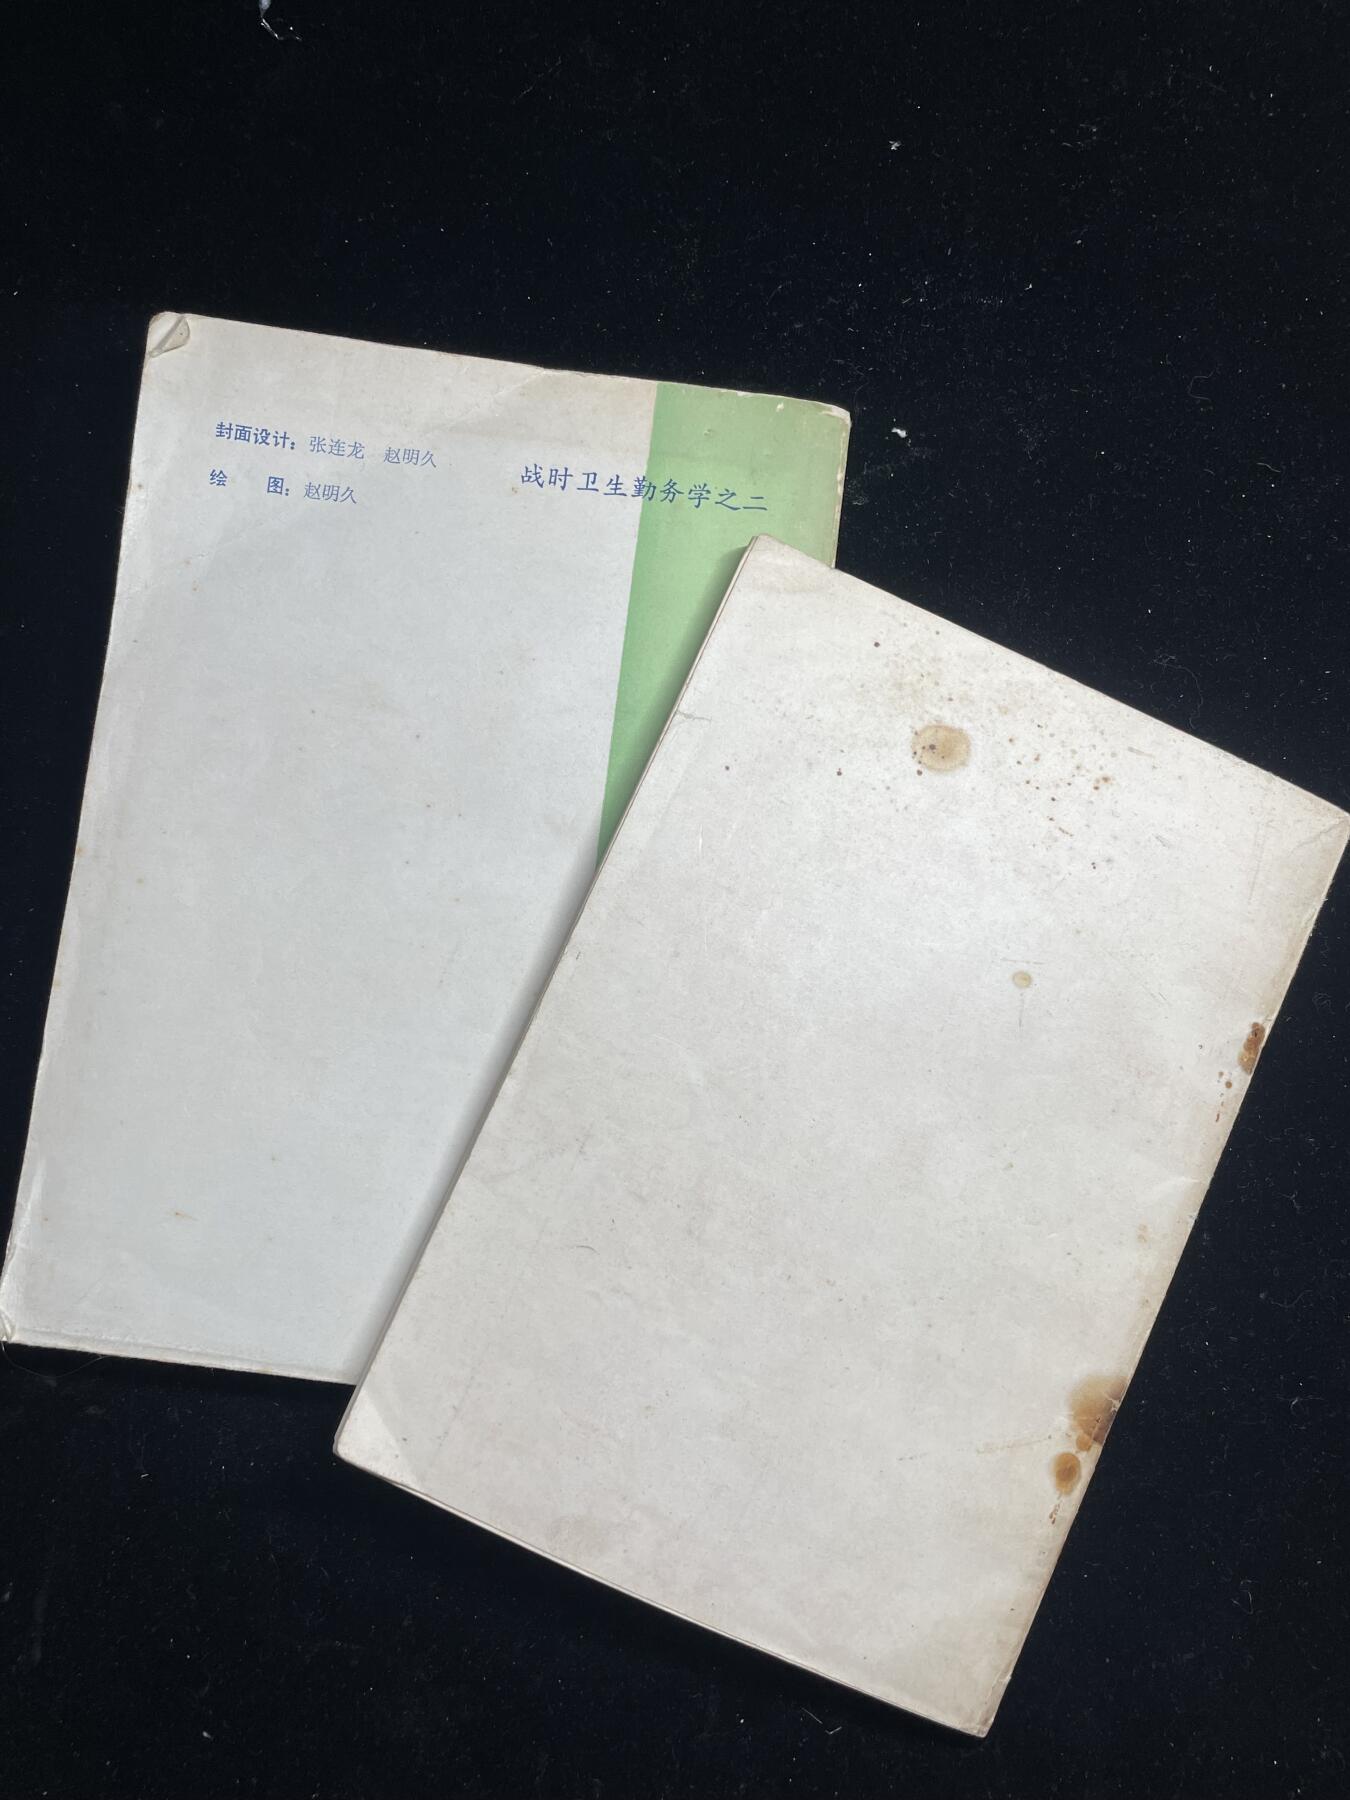 封面设计：张连龙　赵明久
绘　　图：赵明久
战时卫生勤务学之二